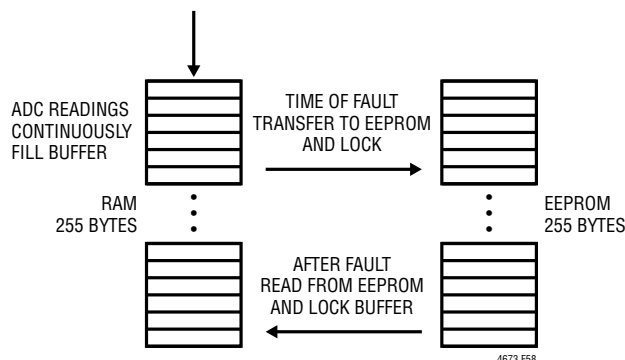 ADC READINGS
CONTINUOUSLY
FILL BUFFER
TIME OF FAULT
TRANSFER TO EEPROM
AND LOCK
RAM
255 BYTES
EEPROM
255 BYTES
AFTER FAULT
READ FROM EEPROM
AND LOCK BUFFER
4673 F58